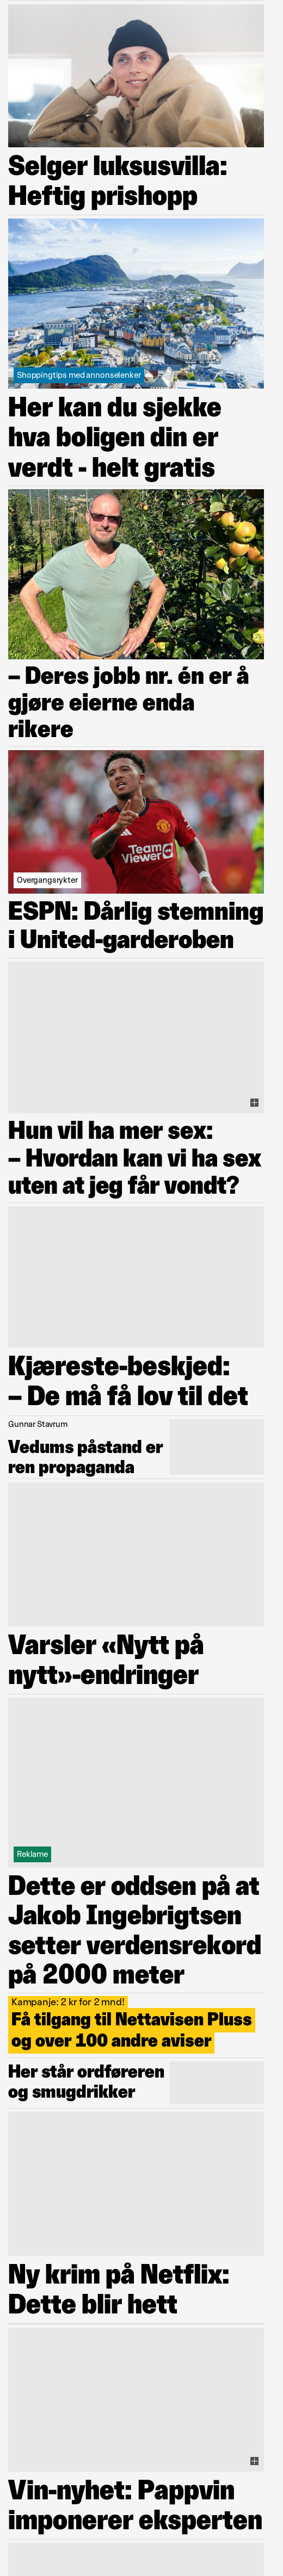 Selger luksusvilla:
Heftig prishopp
Shoppingtips med annonselenker
Her kan du sjekke
hva boligen din er
verdt - helt gratis
– Deres jobb nr. én er å
gjøre eierne enda
rikere
TeamViewer
Overgangsrykter
ESPN: Dårlig stemning
i United-garderoben
Hun vil ha mer sex:
– Hvordan kan vi ha sex
uten at jeg får vondt?
Kjæreste-beskjed:
– De må få lov til det
Gunnar Stavrum
Vedums påstand er
ren propaganda
Varsler «Nytt på
nytt»-endringer
Reklame
Dette er oddsen på at
Jakob Ingebrigtsen
setter verdensrekord
på 2000 meter
Kampanje: 2 kr for 2 mnd!
Få tilgang til Nettavisen Pluss
og over 100 andre aviser
Her står ordføreren
og smugdrikker
Ny krim på Netflix:
Dette blir hett
Vin-nyhet: Pappvin
imponerer eksperten